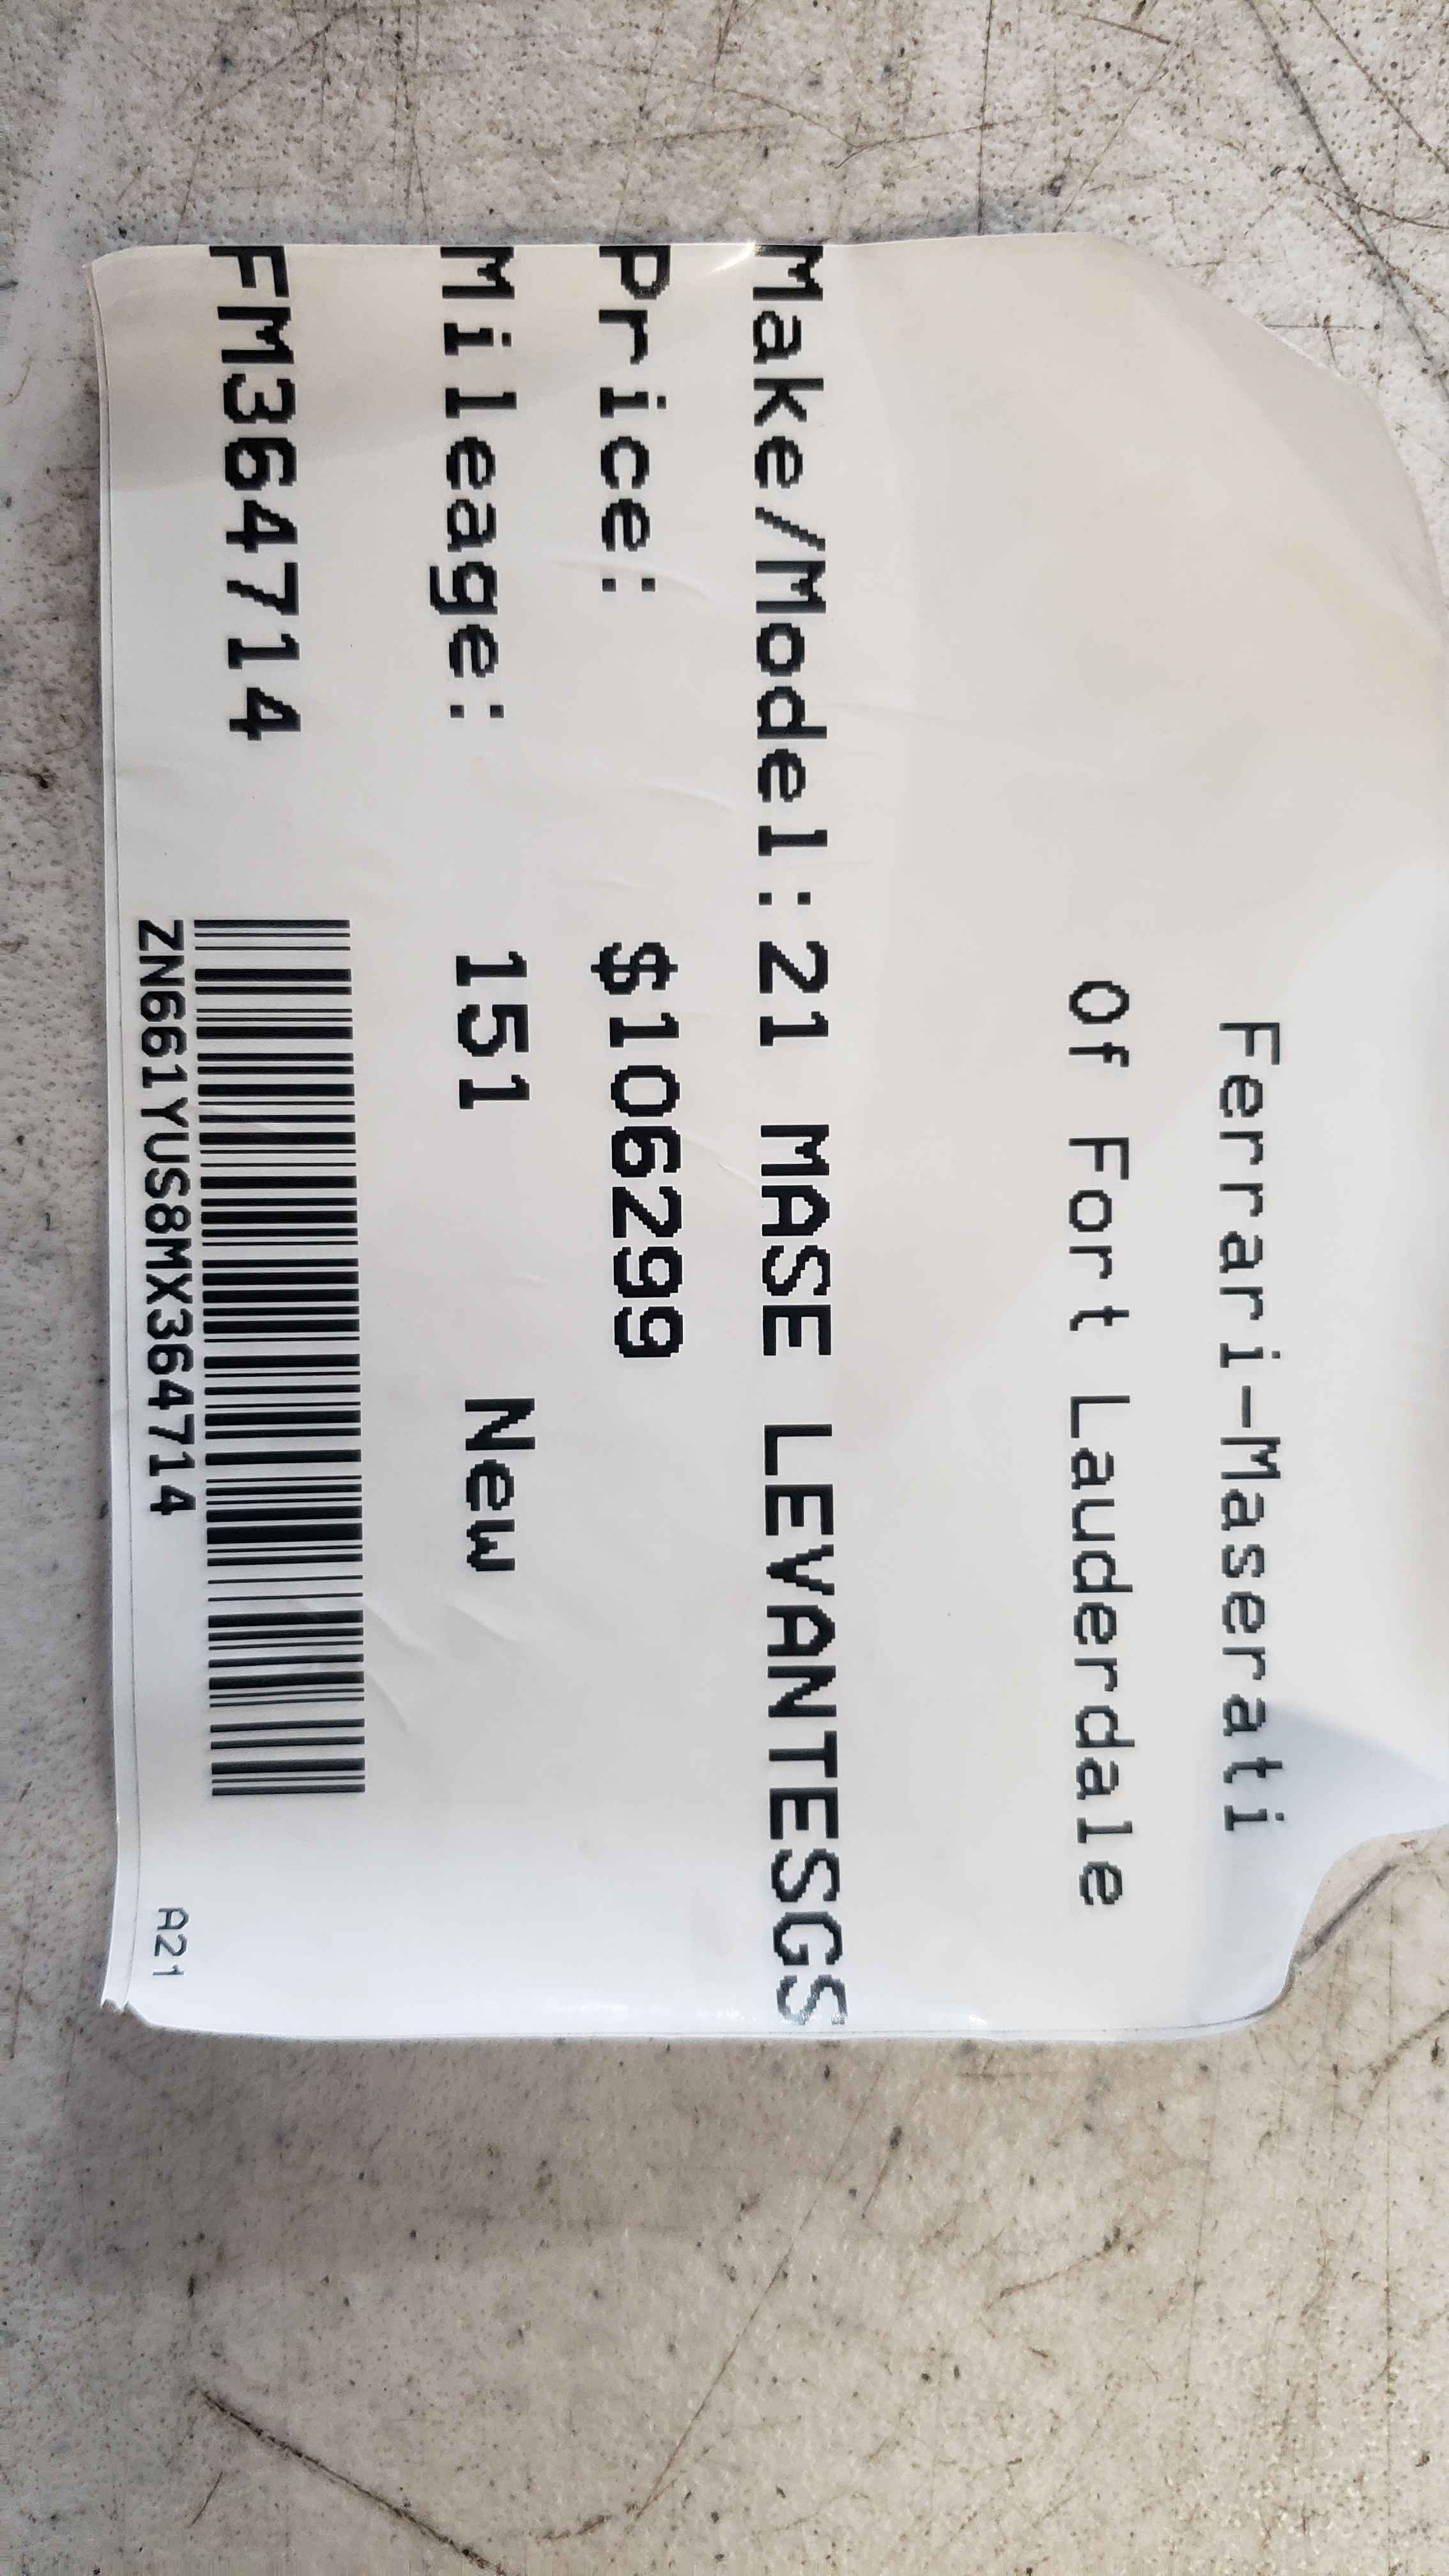 Ferrari-Maserati
Of Fort Lauderdale
Make/Model:21 MASE LEVANTESGS
Price: $106299
Mileage: 151 New
FM364714
ZN661YUS8MX364714
A21